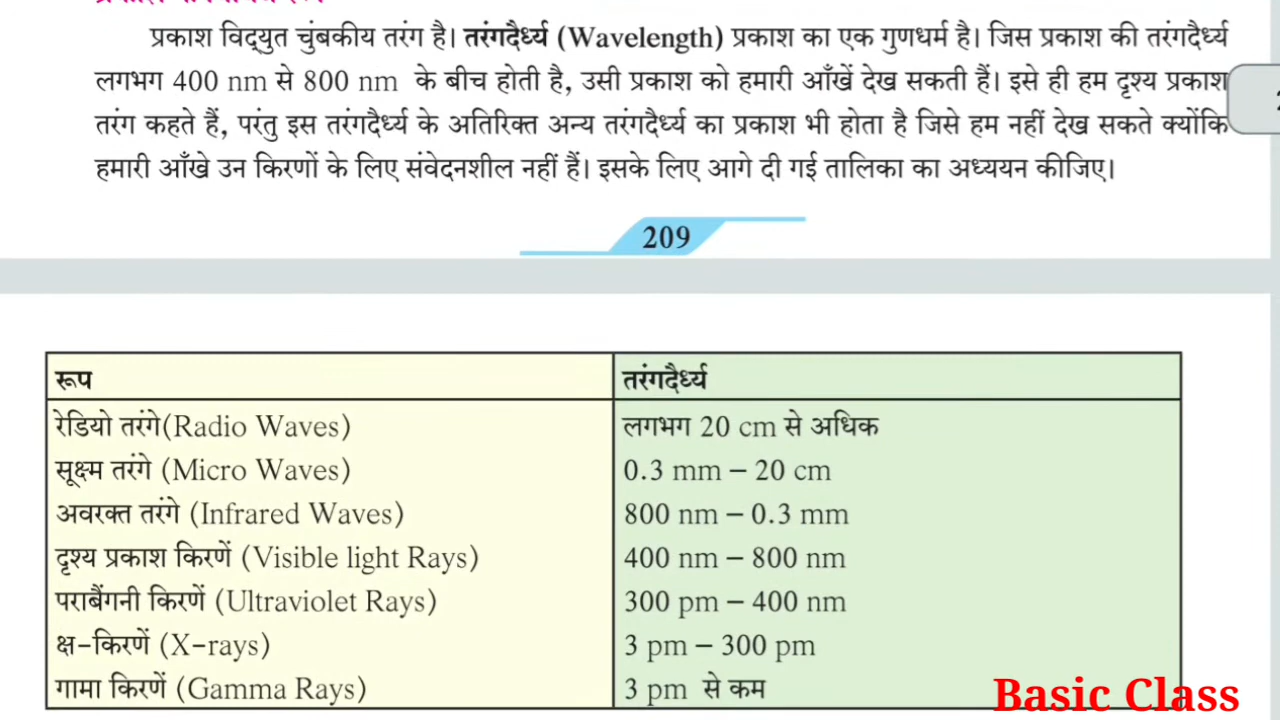 प्रकाश विद्युत चुंबकीय तरंग है। तरंगदैर्ध्य (Wavelength) प्रकाश का एक गुणधर्म है। जिस प्रकाश की तरंगदैर्ध्य
लगभग 400 nm से 800 nm के बीच होती है, उसी प्रकाश को हमारी आँखें देख सकती हैं। इसे ही हम दृश्य प्रकाश
तरंग कहते हैं, परंतु इस तरंगदैर्ध्य के अतिरिक्त अन्य तरंगदैर्ध्य का प्रकाश भी होता है जिसे हम नहीं देख सकते क्योंकि
हमारी आँखे उन किरणों के लिए संवेदनशील नहीं हैं। इसके लिए आगे दी गई तालिका का अध्ययन कीजिए।
209
रूप तरंगदैर्ध्य
रेडियो तरंगे(Radio Waves) लगभग 20 cm से अधिक
सूक्ष्म तरंगे (Micro Waves) 0.3 mm – 20 cm
अवरक्त तरंगे (Infrared Waves) 800 nm – 0.3 mm
दृश्य प्रकाश किरणें (Visible light Rays) 400 nm – 800 nm
पराबैंगनी किरणें (Ultraviolet Rays) 300 pm – 400 nm
क्ष-किरणें (X-rays) 3 pm – 300 pm
गामा किरणें (Gamma Rays) 3 pm से कम
Basic Class